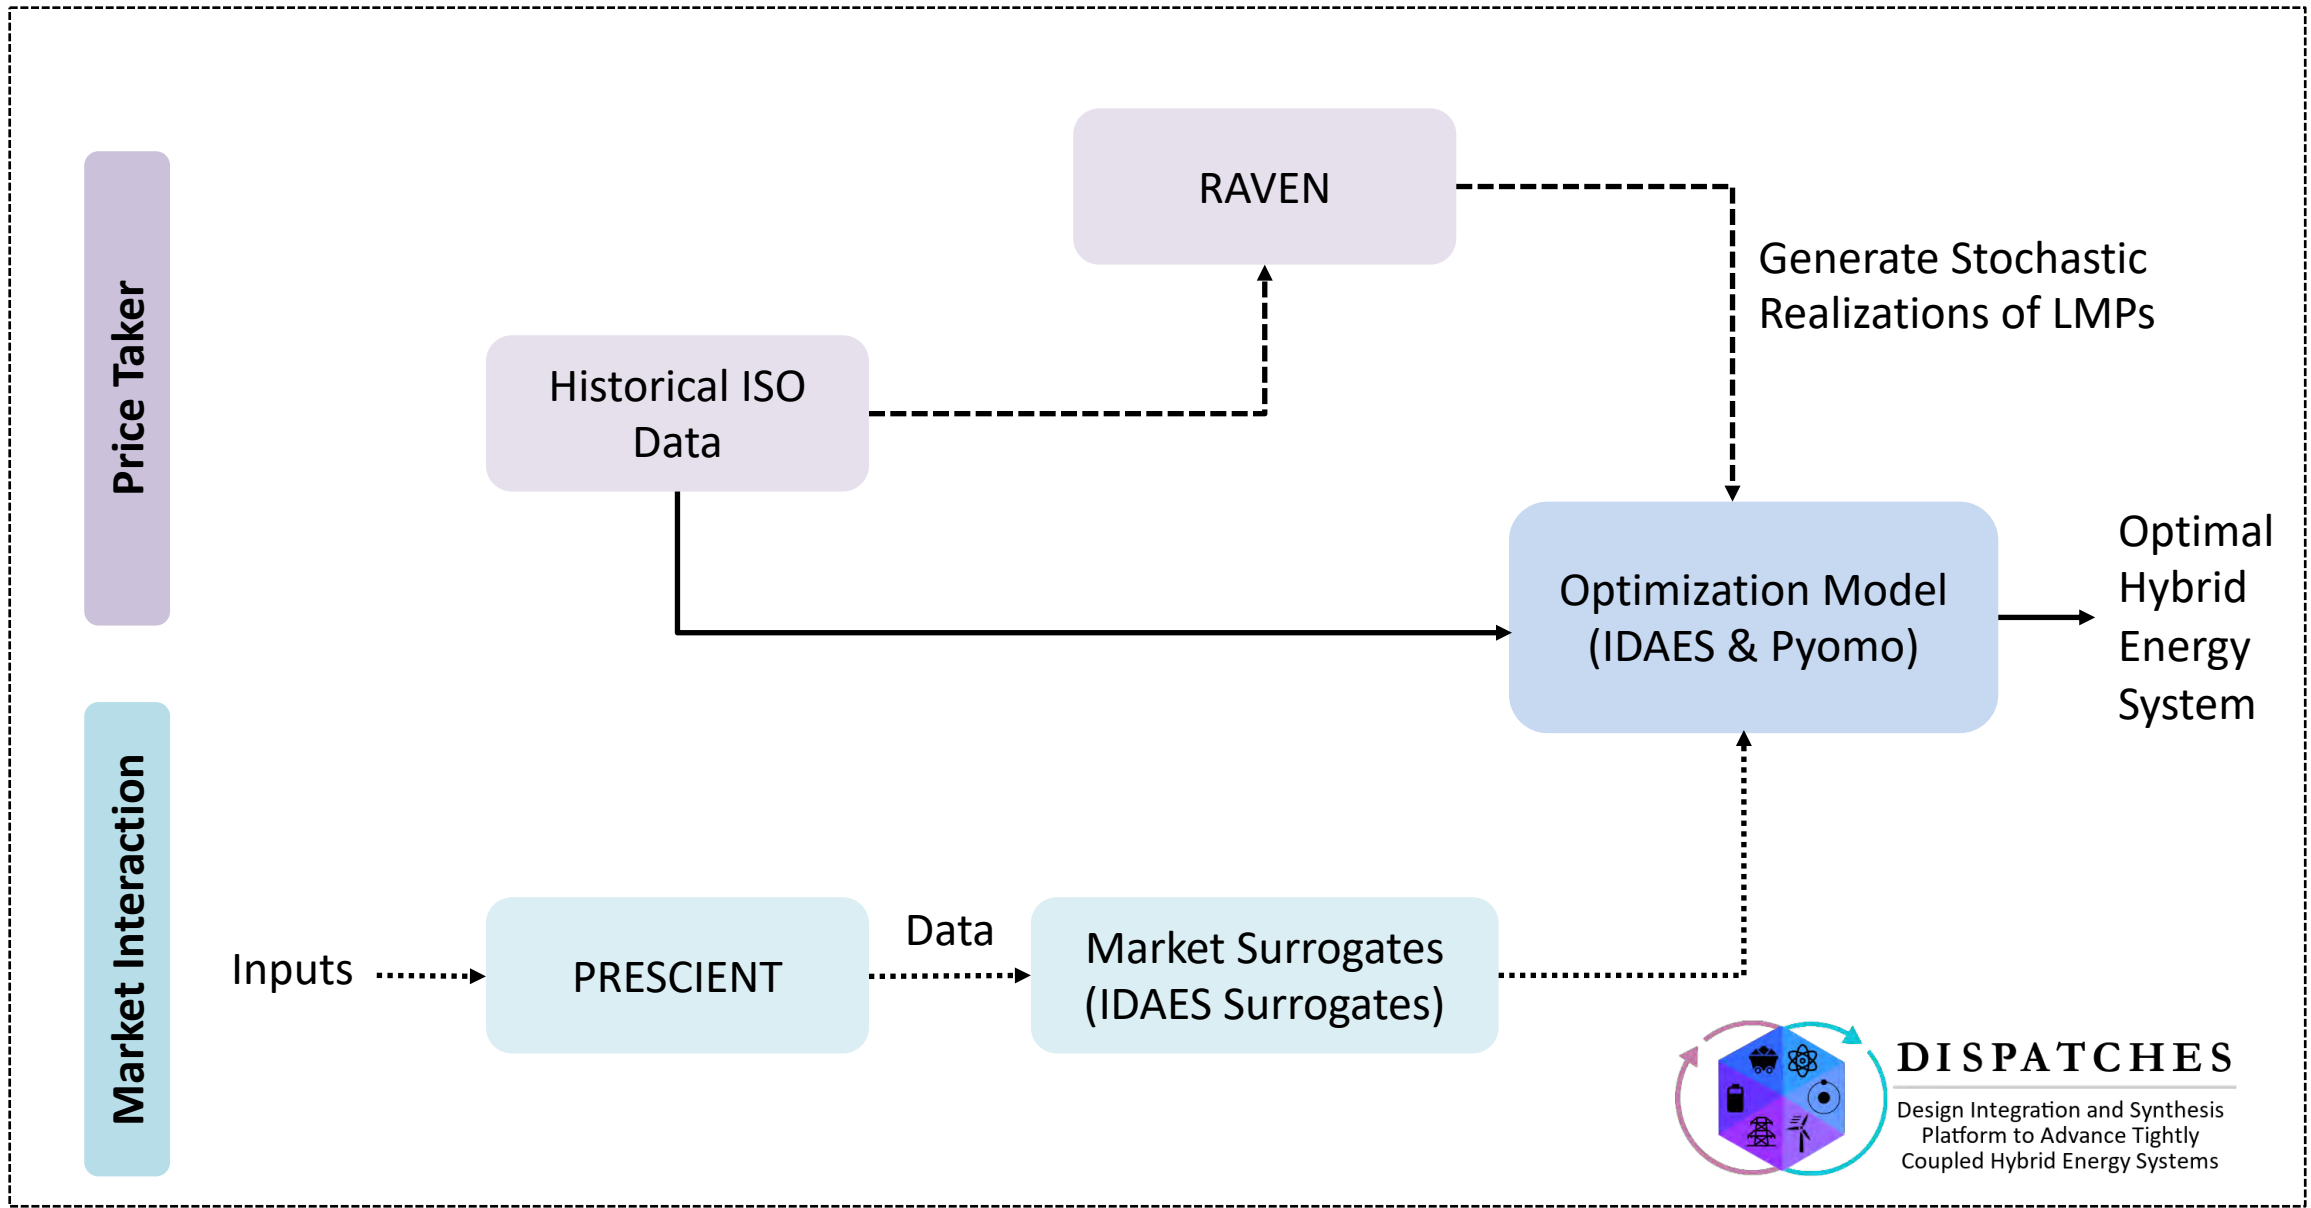 Price Taker
RAVEN
Generate Stochastic
Realizations of LMPs
Historical ISO
Data
Optimization Model
(IDAES & Pyomo)
Optimal
Hybrid
Energy
System
Market Interaction
Inputs
PRESCIENT
Data
Market Surrogates
(IDAES Surrogates)
DISPATCHES
Design Integration and Synthesis
Platform to Advance Tightly
Coupled Hybrid Energy Systems